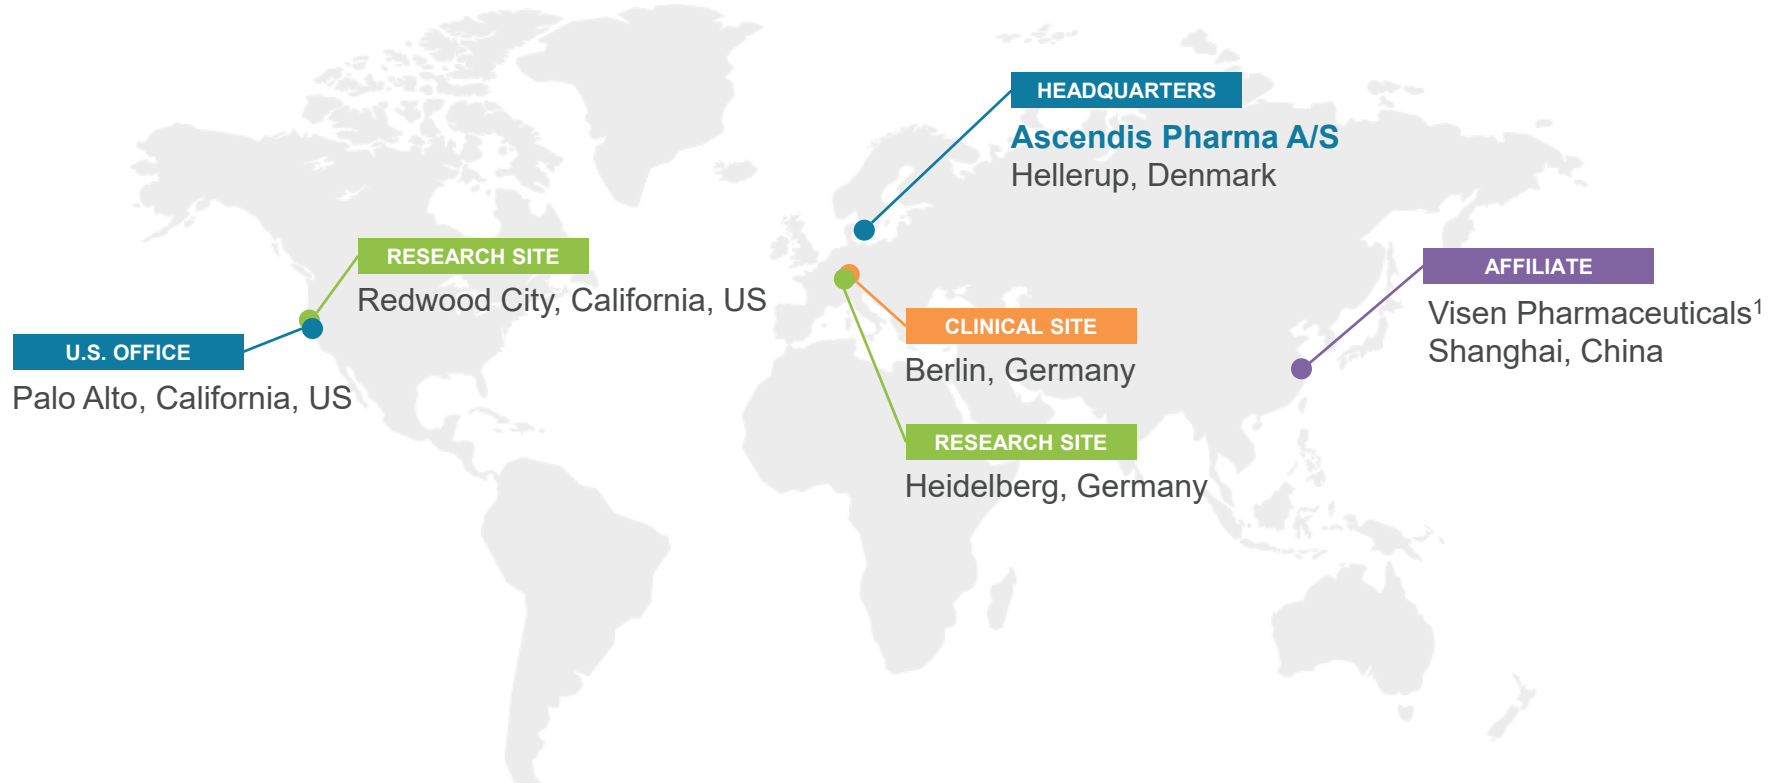 HEADQUARTERS
Ascendis Pharma A/S
Hellerup, Denmark
RESEARCH SITE
Redwood City, California, US
U.S. OFFICE
Palo Alto, California, US
CLINICAL SITE
Berlin, Germany
RESEARCH SITE
Heidelberg, Germany
AFFILIATE
Visen Pharmaceuticals¹
Shanghai, China